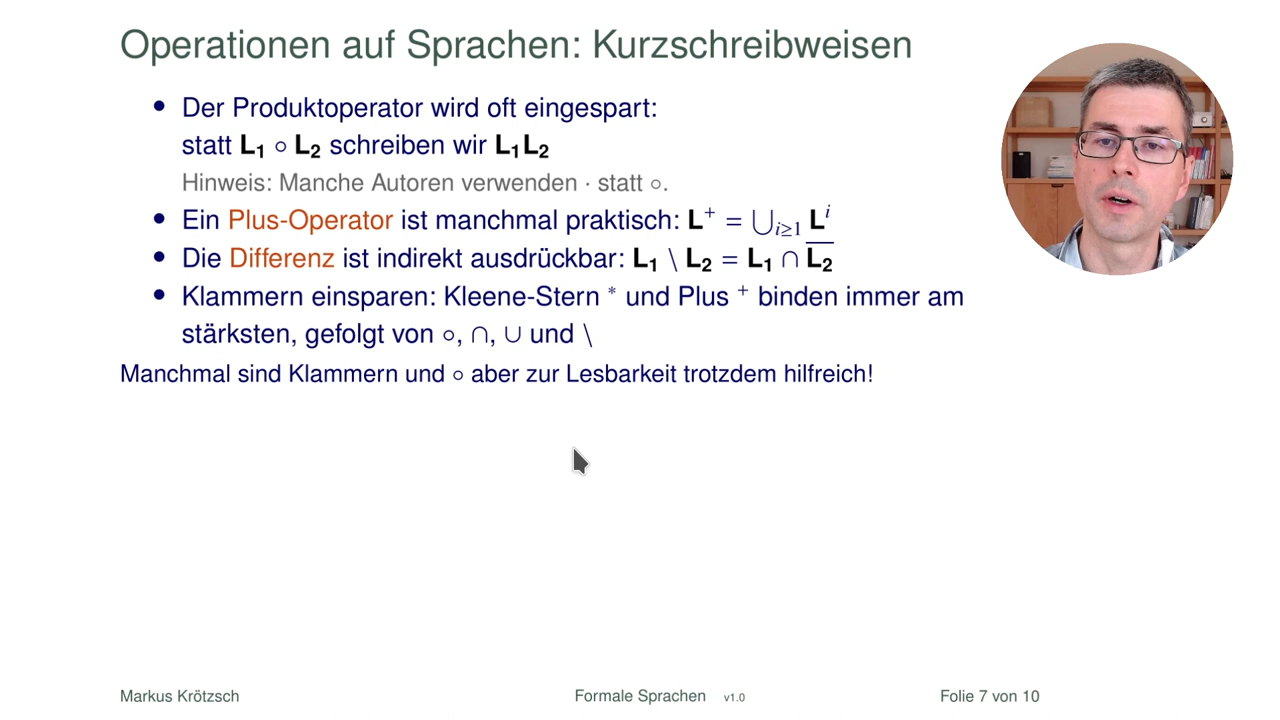 Operationen auf Sprachen: Kurzschreibweisen
• Der Produktoperator wird oft eingespart:
statt L₁ ∘ L₂ schreiben wir L₁L₂
Hinweis: Manche Autoren verwenden · statt ∘.
• Ein Plus-Operator ist manchmal praktisch: L⁺ = ⋃ᵢ≥₁ Lⁱ
• Die Differenz ist indirekt ausdrückbar: L₁ \ L₂ = L₁ ∩ L̅₂
• Klammern einsparen: Kleene-Stern * und Plus ⁺ binden immer am
stärksten, gefolgt von ∘, ∩, ∪ und \
Manchmal sind Klammern und ∘ aber zur Lesbarkeit trotzdem hilfreich!
Markus Krötzsch Formale Sprachen v1.0 Folie 7 von 10